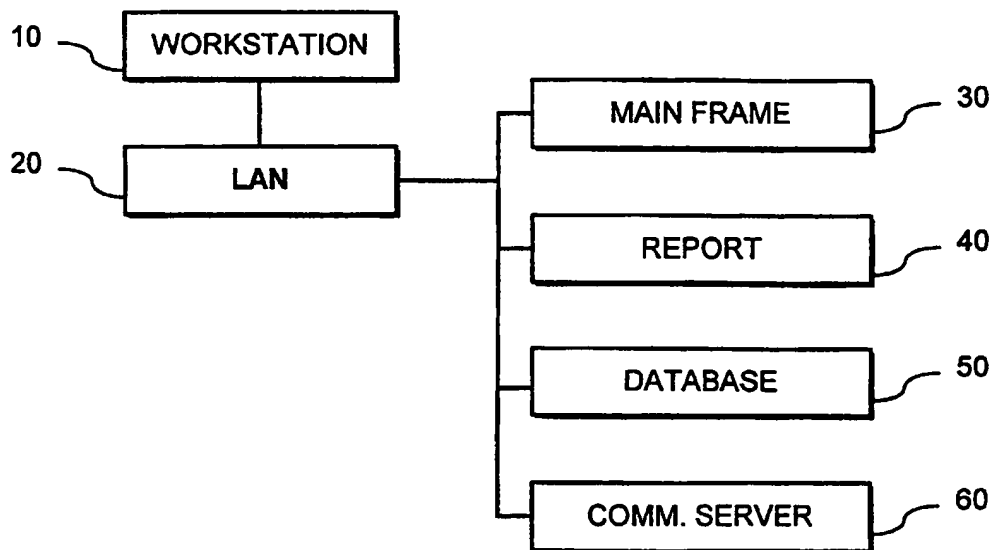 10 WORKSTATION
20 LAN
MAIN FRAME 30
REPORT 40
DATABASE 50
COMM. SERVER 60